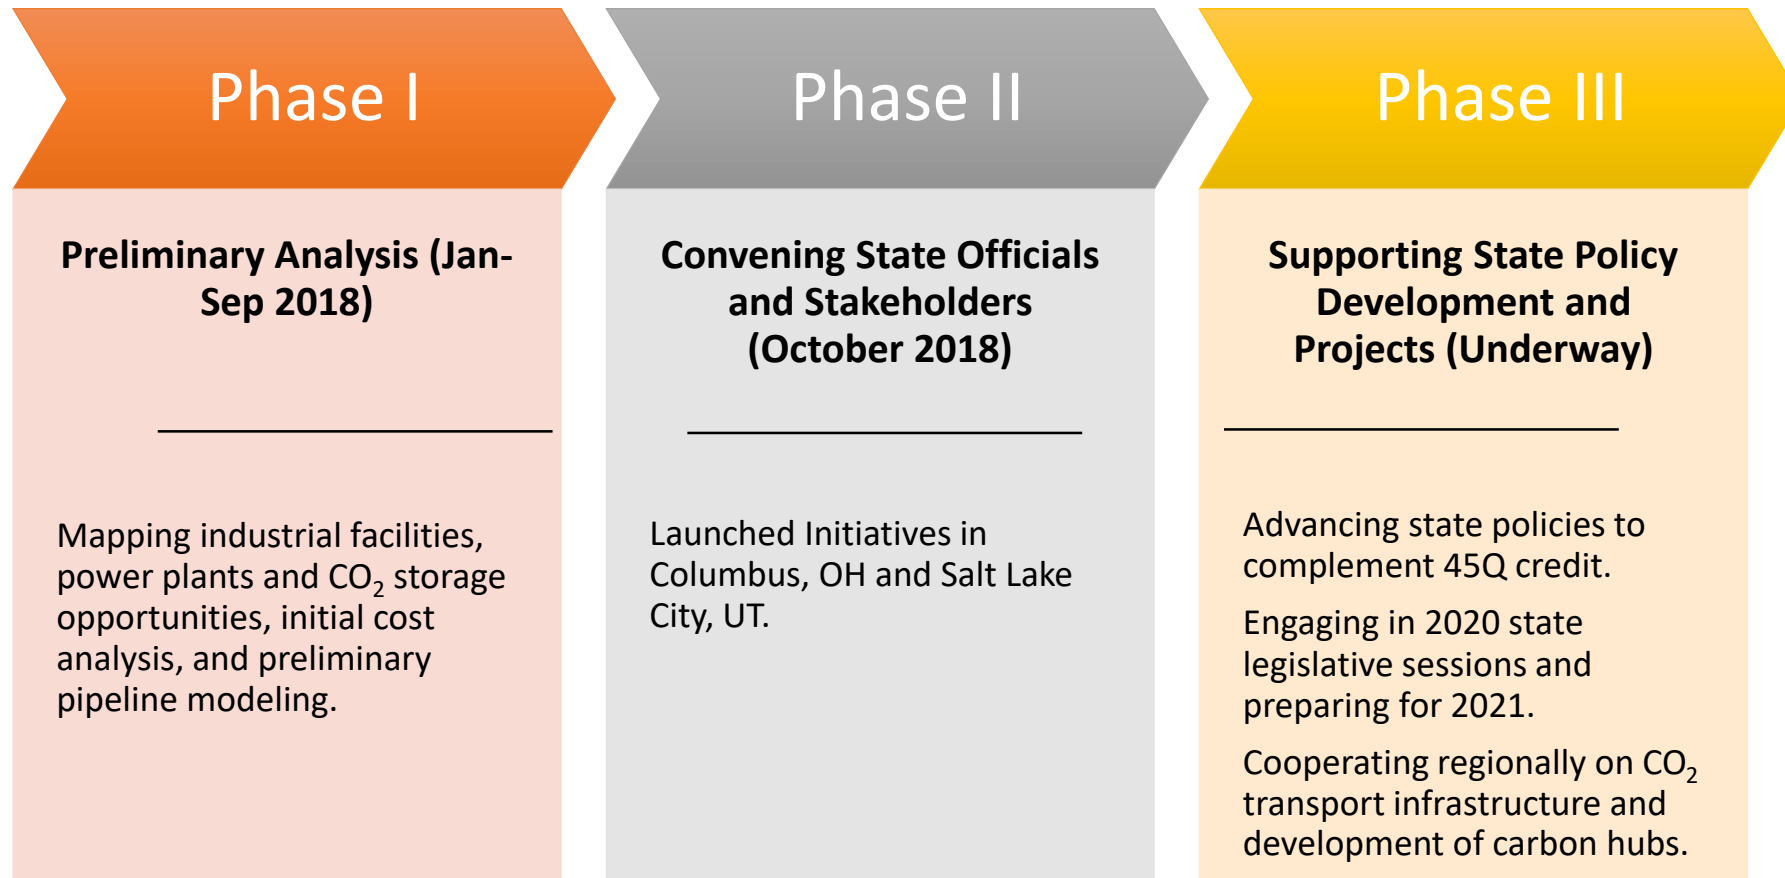 Phase I
Preliminary Analysis (Jan-
Sep 2018)
Mapping industrial facilities,
power plants and CO₂ storage
opportunities, initial cost
analysis, and preliminary
pipeline modeling.
Phase II
Convening State Officials
and Stakeholders
(October 2018)
Launched Initiatives in
Columbus, OH and Salt Lake
City, UT.
Phase III
Supporting State Policy
Development and
Projects (Underway)
Advancing state policies to
complement 45Q credit.
Engaging in 2020 state
legislative sessions and
preparing for 2021.
Cooperating regionally on CO₂
transport infrastructure and
development of carbon hubs.